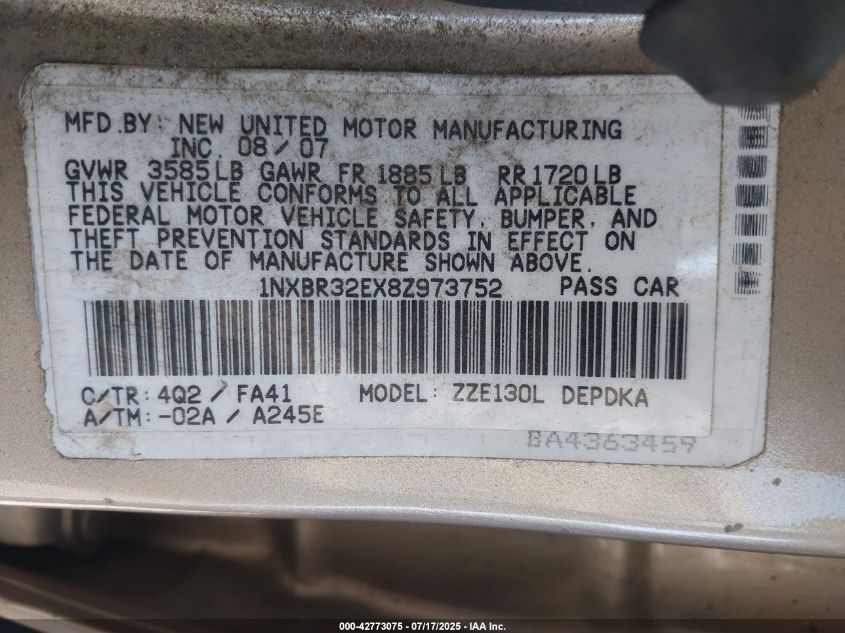 MFD.BY: NEW UNITED MOTOR MANUFACTURING
INC. 08/07
GVWR 3585LB GAWR FR 1885LB RR1720LB
THIS VEHICLE CONFORMS TO ALL APPLICABLE
FEDERAL MOTOR VEHICLE SAFETY, BUMPER, AND
THEFT PREVENTION STANDARDS IN EFFECT ON
THE DATE OF MANUFACTURE SHOWN ABOVE.
1NXBR32EX8Z973752 PASS CAR
C/TR: 4Q2 / FA41 MODEL: ZZE130L DEPDKA
A/TM: -02A / A245E
BA4363459
000-42773075 - 07/17/2025 - IAA Inc.